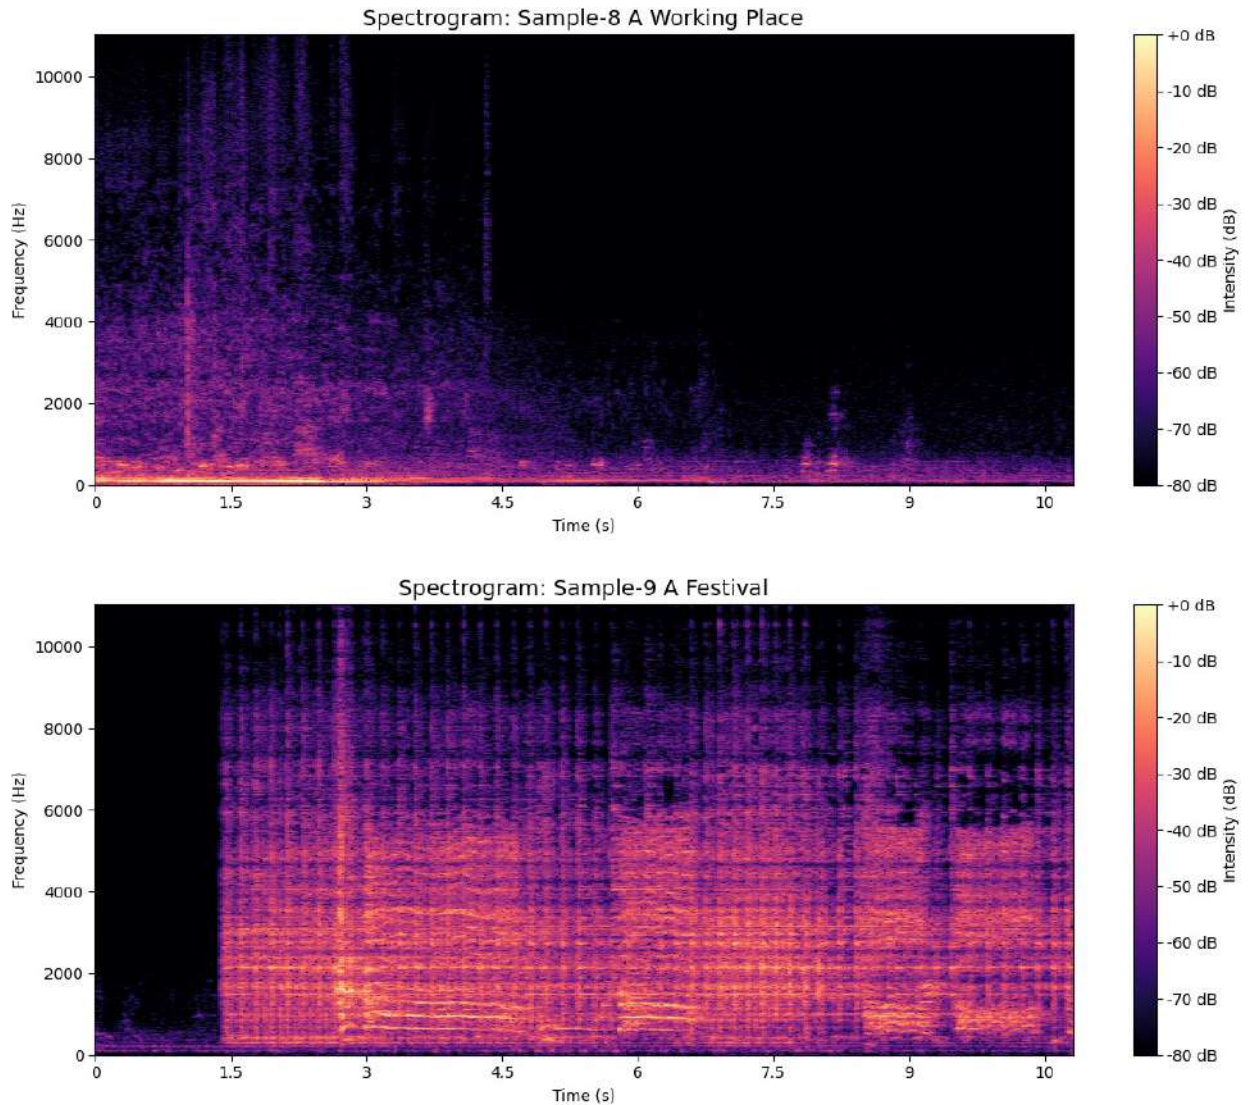 Spectrogram: Sample-8 A Working Place
10000
8000
6000
4000
2000
0
Frequency (Hz)
0 1.5 3 4.5 6 7.5 9 10
Time (s)
+0 dB
-10 dB
-20 dB
-30 dB
-40 dB
-50 dB
-60 dB
-70 dB
-80 dB
Intensity (dB)
Spectrogram: Sample-9 A Festival
10000
8000
6000
4000
2000
0
Frequency (Hz)
0 1.5 3 4.5 6 7.5 9 10
Time (s)
+0 dB
-10 dB
-20 dB
-30 dB
-40 dB
-50 dB
-60 dB
-70 dB
-80 dB
Intensity (dB)